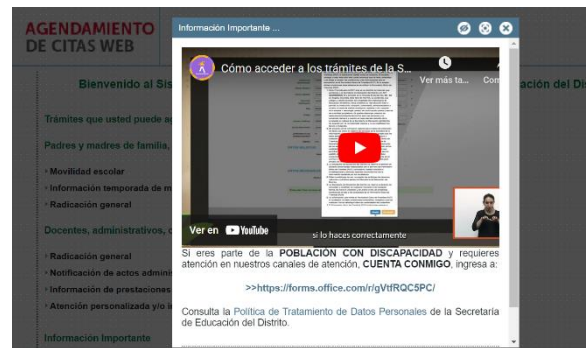 AGENDAMIENTO
DE CITAS WEB
Información Importante ...
Bienvenido al Sis
ación del Dis
Cómo acceder a los trámites de la S...
Ver más ta...
Com
Trámites que usted puede a
Padres y madres de familia,
· Movilidad escolar
· Información temporada de m
· Radicación general
Docentes, administrativos, c
· Radicación general
· Notificación de actos admini
· Información de prestaciones
· Atención personalizada y/o
Información Importante
Ver en YouTube
si lo haces correctamente
Si eres parte de la POBLACIÓN CON DISCAPACIDAD y requieres
atención en nuestros canales de atención, CUENTA CONMIGO, ingresa a:
>>https://forms.office.com/r/gVtfRQC5PC/
Consulta la Política de Tratamiento de Datos Personales de la Secretaría
de Educación del Distrito.